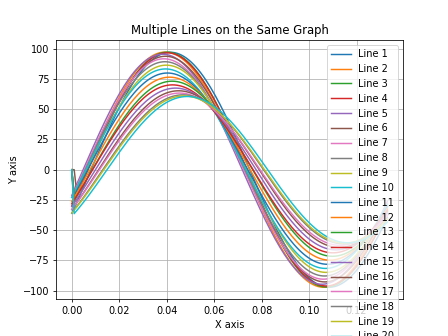 Multiple Lines on the Same Graph
100
75
50
25
0
−25
−50
−75
−100
Y axis
0.00
0.02
0.04
0.06
0.08
0.10
X axis
Line 1
Line 2
Line 3
Line 4
Line 5
Line 6
Line 7
Line 8
Line 9
Line 10
Line 11
Line 12
Line 13
Line 14
Line 15
Line 16
Line 17
Line 18
Line 19
Line 20